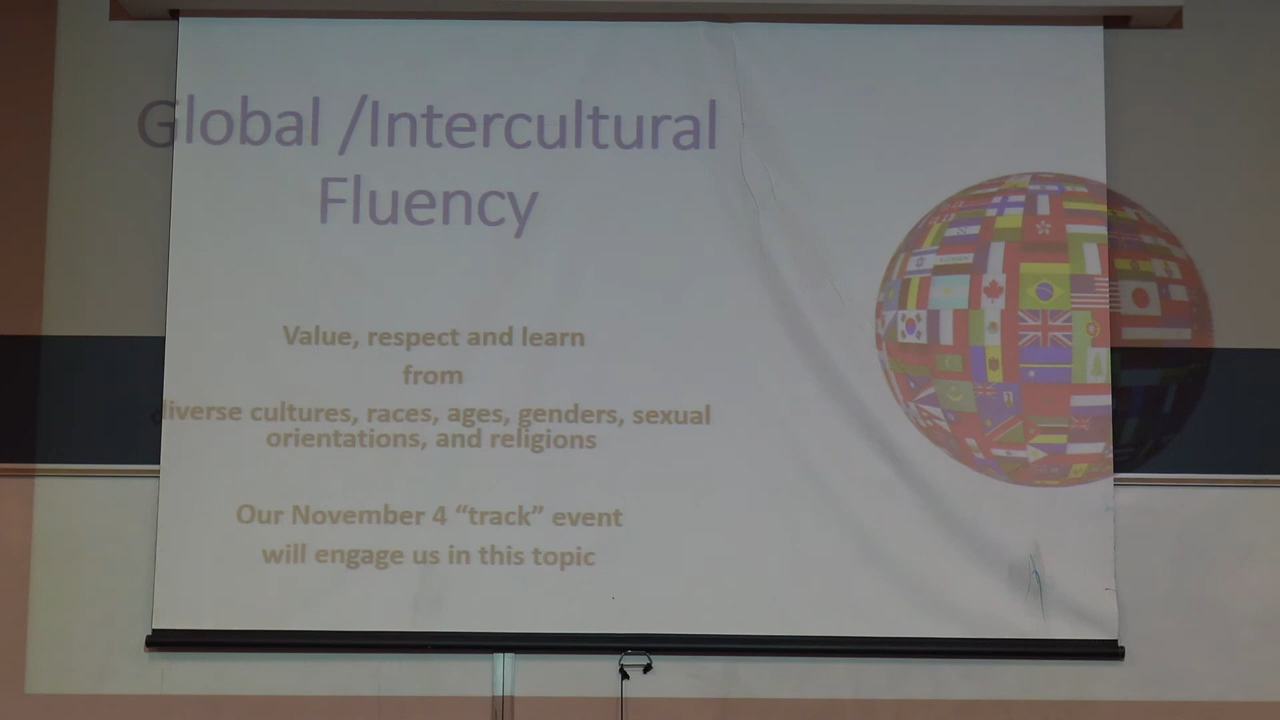 Global /Intercultural
Fluency
Value, respect and learn
from
diverse cultures, races, ages, genders, sexual
orientations, and religions
Our November 4 “track” event
will engage us in this topic